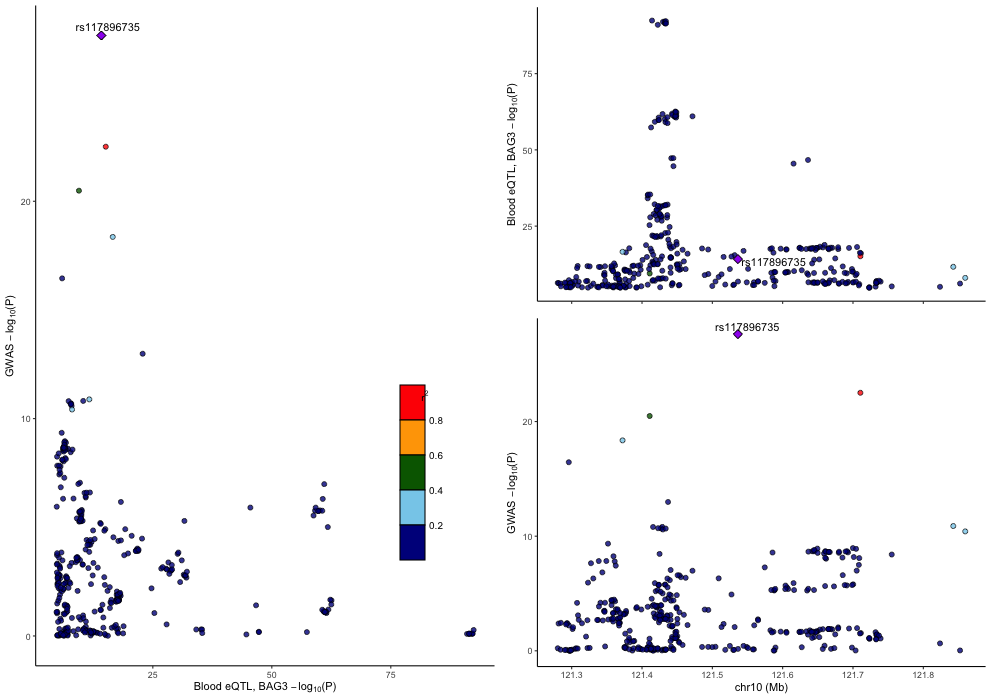 rs117896735
20
10
0
GWAS −log10(P)
25
50
75
Blood eQTL, BAG3 −log10(P)
r2
0.8
0.6
0.4
0.2
75
50
25
Blood eQTL, BAG3 −log10(P)
rs117896735
rs117896735
20
10
0
GWAS −log10(P)
121.3
121.4
121.5
121.6
121.7
121.8
chr10 (Mb)